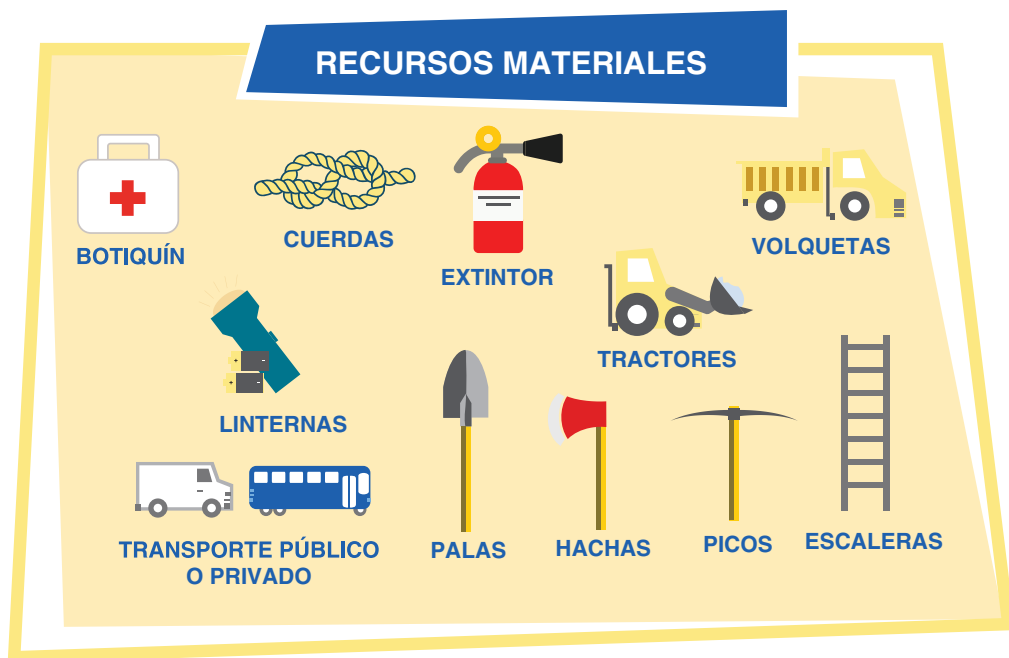 RECURSOS MATERIALES
BOTIQUÍN
CUERDAS
EXTINTOR
VOLQUETAS
LINTERNAS
TRACTORES
TRANSPORTE PÚBLICO
O PRIVADO
PALAS
HACHAS
PICOS
ESCALERAS